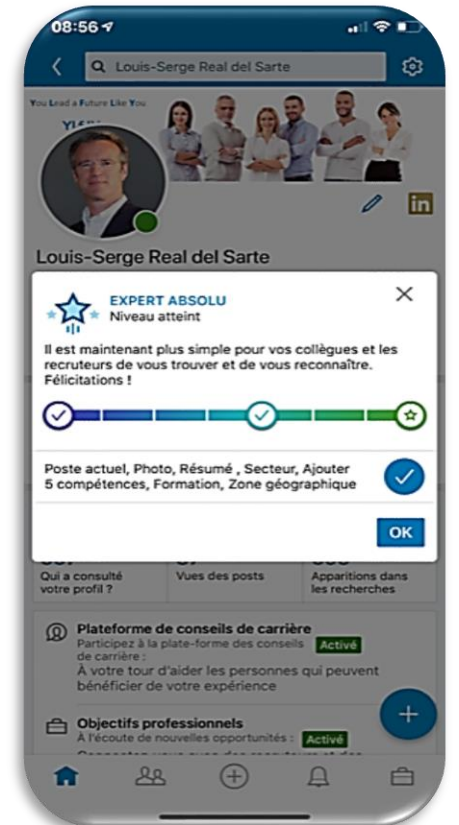 08:56
Louis-Serge Real del Sarte
You Lead a Future Like You
in
Louis-Serge Real del Sarte
EXPERT ABSOLU
Niveau atteint
Il est maintenant plus simple pour vos collègues et les
recruteurs de vous trouver et de vous reconnaître.
Félicitations !
Poste actuel, Photo, Résumé , Secteur, Ajouter
5 compétences, Formation, Zone géographique
OK
Qui a consulté
votre profil ?
Vues des posts
Apparitions dans
les recherches
Plateforme de conseils de carrière
Participez à la plate-forme des conseils
de carrière :
Activé
À votre tour d'aider les personnes qui peuvent
bénéficier de votre expérience
Objectifs professionnels
À l'écoute de nouvelles opportunités :
Activé